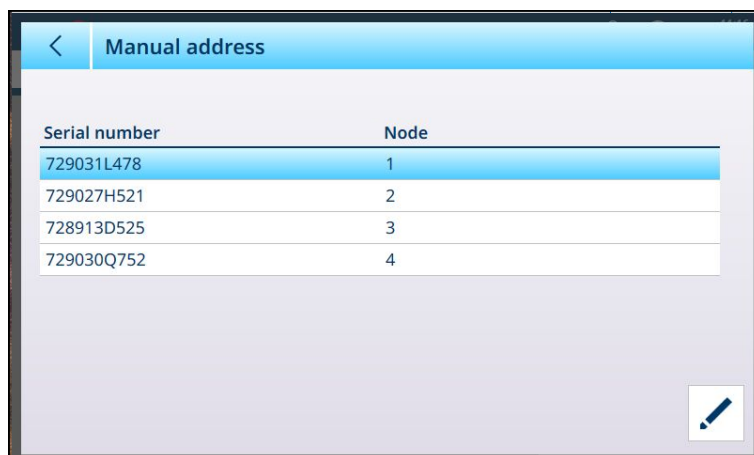 Manual address
Serial number Node
729031L478 1
729027H521 2
728913D525 3
729030Q752 4